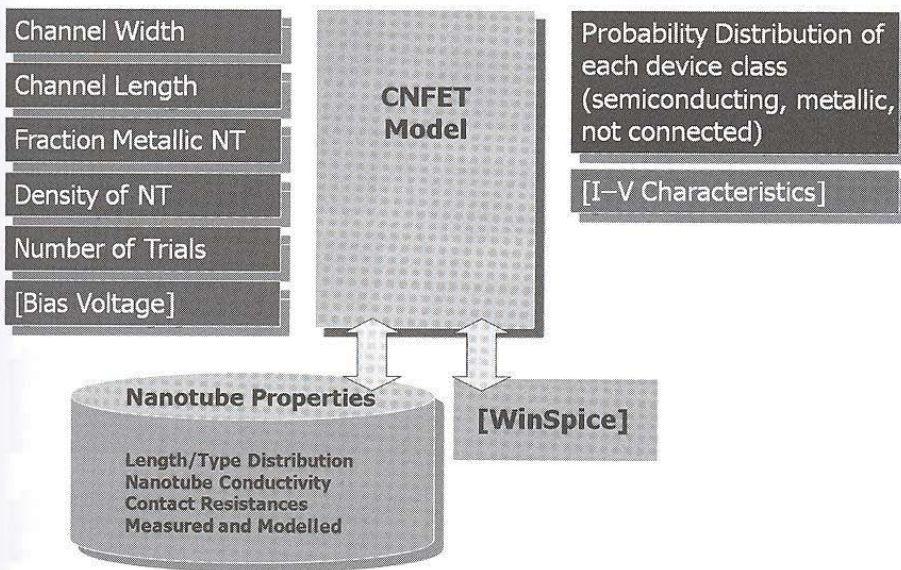 Channel Width
Channel Length
Fraction Metallic NT
Density of NT
Number of Trials
[Bias Voltage]
CNFET
Model
Probability Distribution of
each device class
(semiconducting, metallic,
not connected)
[I–V Characteristics]
Nanotube Properties
Length/Type Distribution
Nanotube Conductivity
Contact Resistances
Measured and Modelled
[WinSpice]